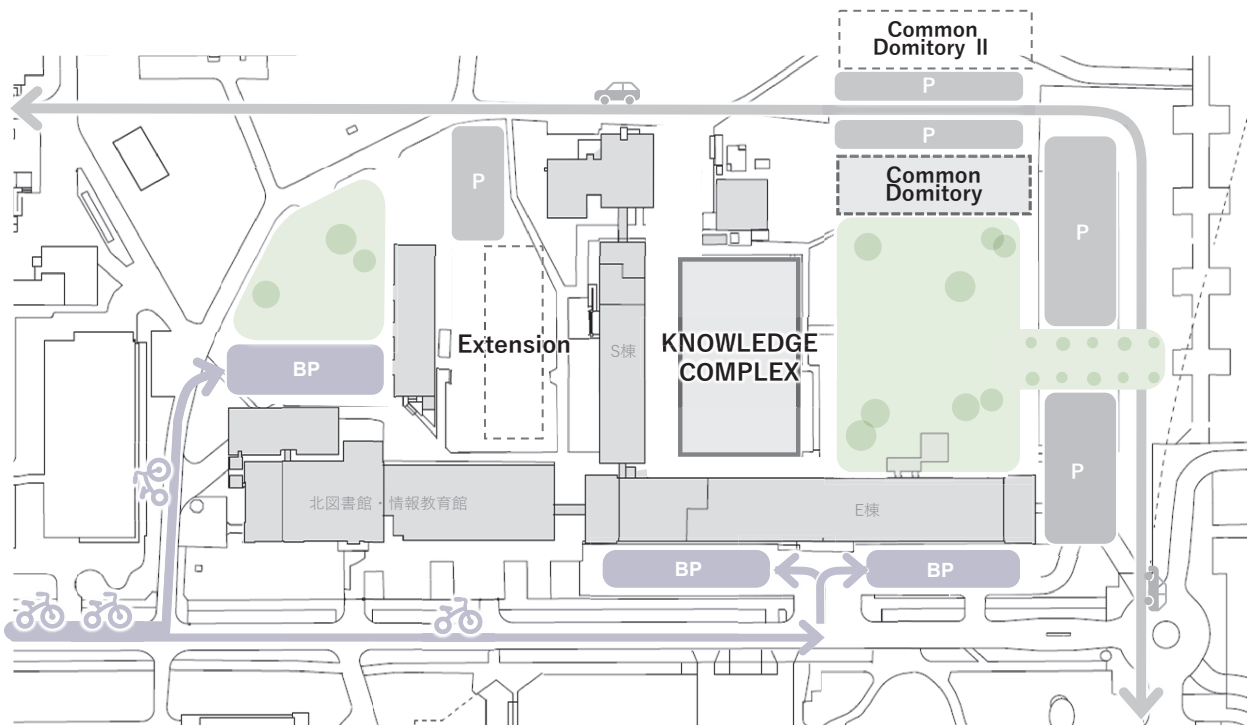 Common
Domitory II
P
P
Common
Domitory
P
P
Extension
S棟
KNOWLEDGE
COMPLEX
BP
P
北図書館・情報教育館
E棟
BP
BP